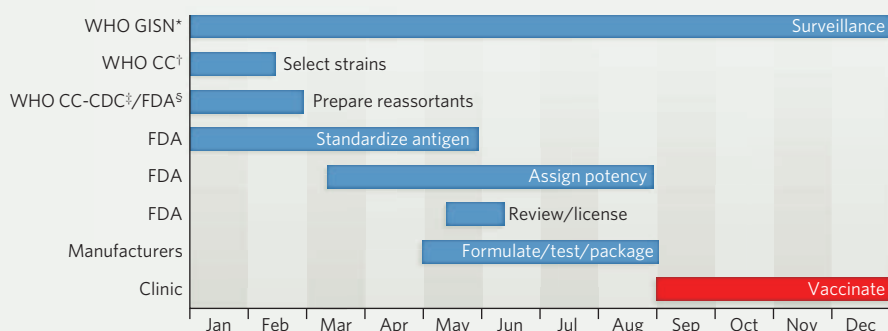 WHO GISN* Surveillance
WHO CC† Select strains
WHO CC-CDC‡/FDA§ Prepare reassortants
FDA Standardize antigen
FDA Assign potency
FDA Review/license
Manufacturers Formulate/test/package
Clinic Vaccinate
Jan Feb Mar Apr May Jun Jul Aug Sep Oct Nov Dec